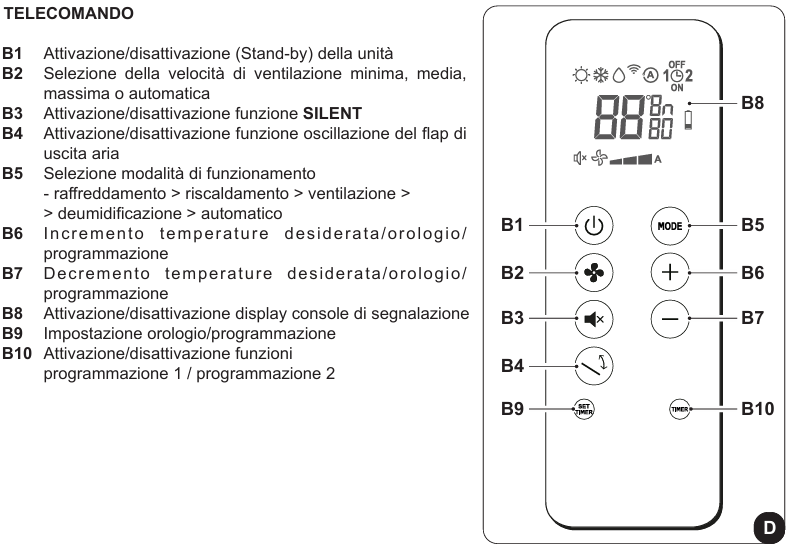 TELECOMANDO
B1 Attivazione/disattivazione (Stand-by) della unità
B2 Selezione della velocità di ventilazione minima, media,
massima o automatica
B3 Attivazione/disattivazione funzione SILENT
B4 Attivazione/disattivazione funzione oscillazione del flap di
uscita aria
B5 Selezione modalità di funzionamento
- raffreddamento > riscaldamento > ventilazione >
> deumidificazione > automatico
B6 Incremento temperature desiderata/orologio/
programmazione
B7 Decremento temperature desiderata/orologio/
programmazione
B8 Attivazione/disattivazione display console di segnalazione
B9 Impostazione orologio/programmazione
B10 Attivazione/disattivazione funzioni
programmazione 1 / programmazione 2
OFF
A 1 2
ON
88 8n
80
B8
A
B1 MODE B5
B2 B6
B3 B7
B4
B9 SET
TIMER
TIMER B10
D